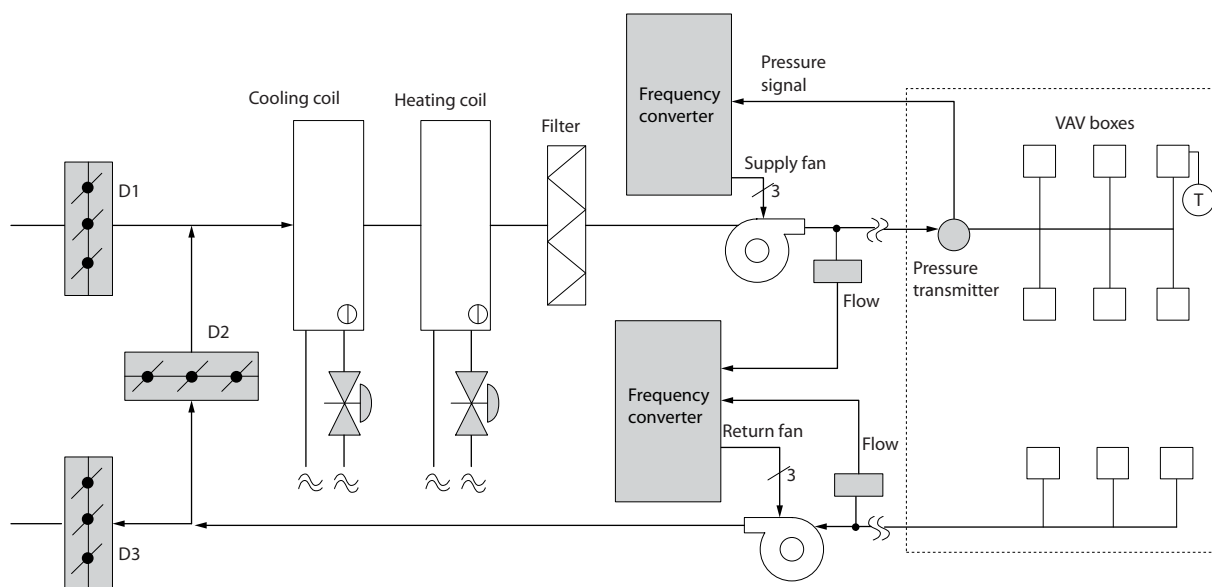 Cooling coil
Heating coil
Filter
Frequency
converter
Pressure
signal
VAV boxes
D1
Supply fan
3
T
Pressure
transmitter
Flow
D2
Frequency
converter
Return fan
Flow
3
D3